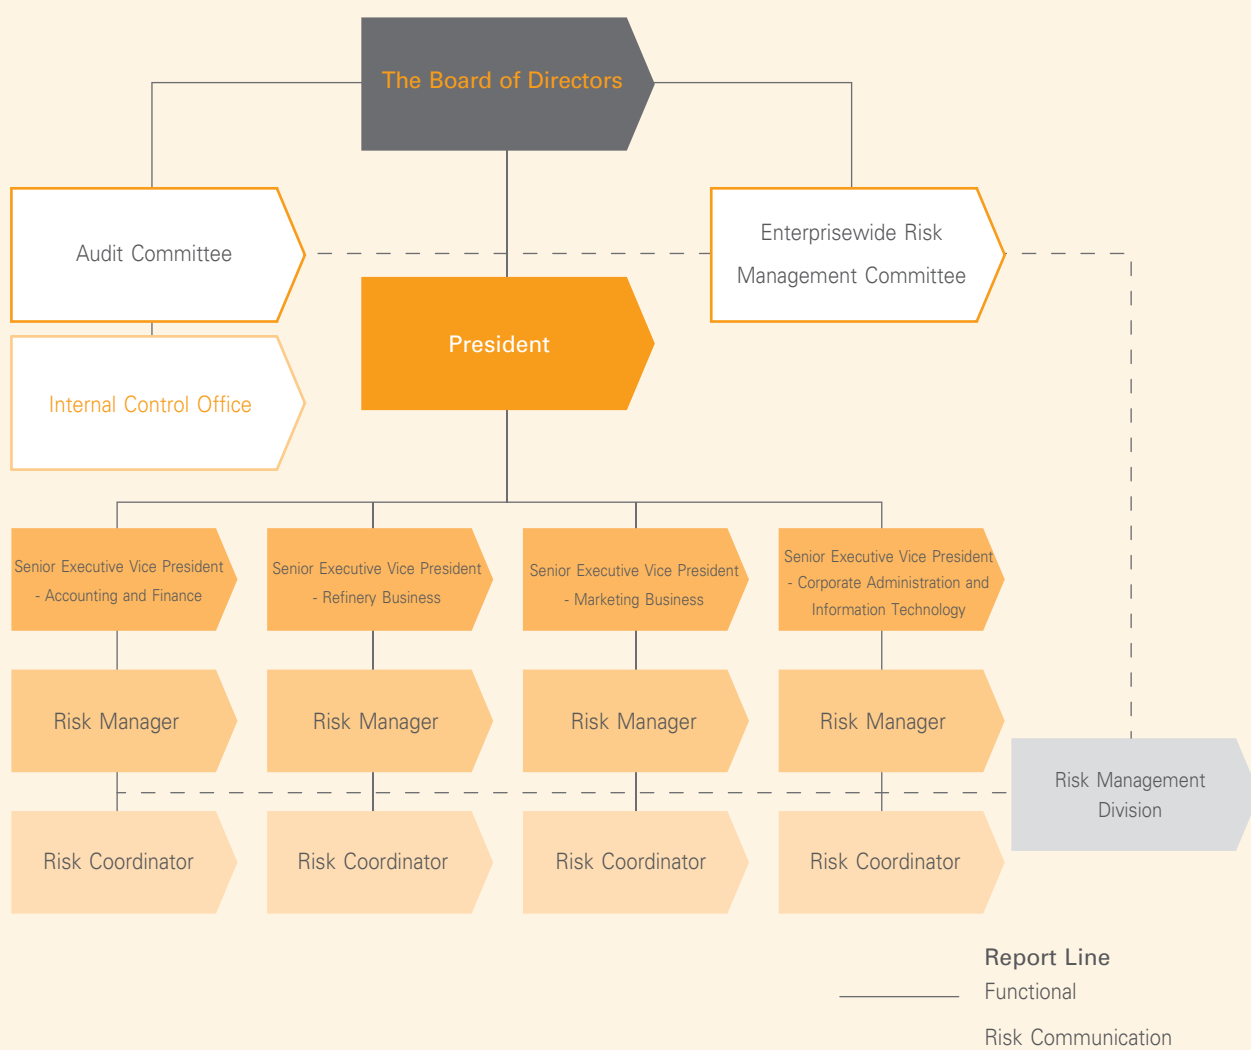 The Board of Directors
Audit Committee
Enterprisewide Risk
Management Committee
President
Internal Control Office
Senior Executive Vice President
- Accounting and Finance
Senior Executive Vice President
- Refinery Business
Senior Executive Vice President
- Marketing Business
Senior Executive Vice President
- Corporate Administration and
Information Technology
Risk Manager
Risk Manager
Risk Manager
Risk Manager
Risk Management
Division
Risk Coordinator
Risk Coordinator
Risk Coordinator
Risk Coordinator
Report Line
Functional
Risk Communication